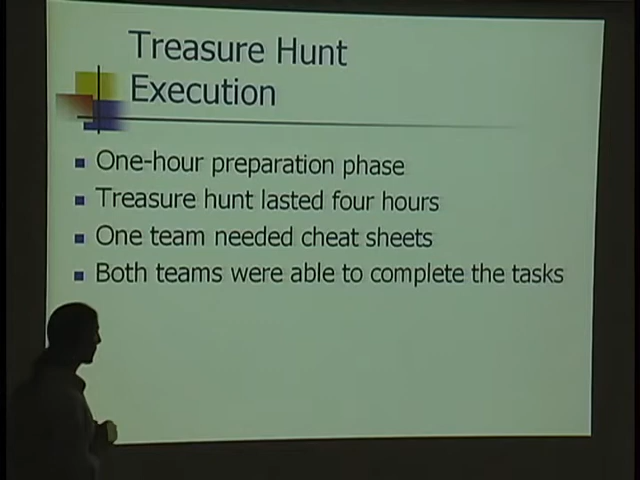 Treasure Hunt
Execution
One-hour preparation phase
Treasure hunt lasted four hours
One team needed cheat sheets
Both teams were able to complete the tasks